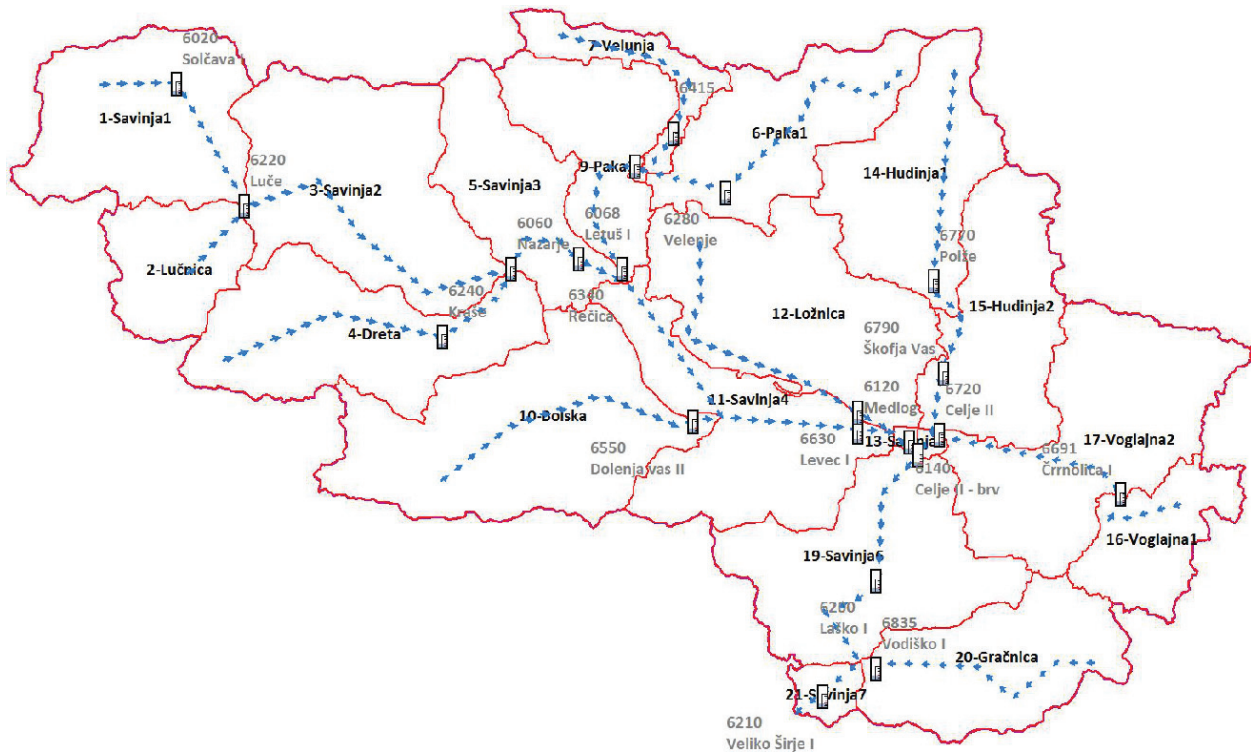 6020
Solčava I
7-Velunja
6415
1-Savinja1
6-Paka1
6220
Luče
3-Savinja2
5-Savinja3
9-Paka
14-Hudinja1
6060
Nazarje
6068
Letuš I
6280
Velenje
6770
Polže
2-Lučnica
6240
Kraše
6340
Rečica
12-Ložnica
15-Hudinja2
4-Dreta
6790
Škofja Vas
6120
Medlog
6720
Celje II
10-Bolska
11-Savinja4
6550
Dolenja vas II
6630
Levec I
6140
Celje II - brv
6691
Črnolica I
17-Voglajna2
16-Voglajna1
19-Savinja6
6200
Laško I
6835
Vodiško I
20-Gračnica
21-Savinja7
6210
Veliko Širje I